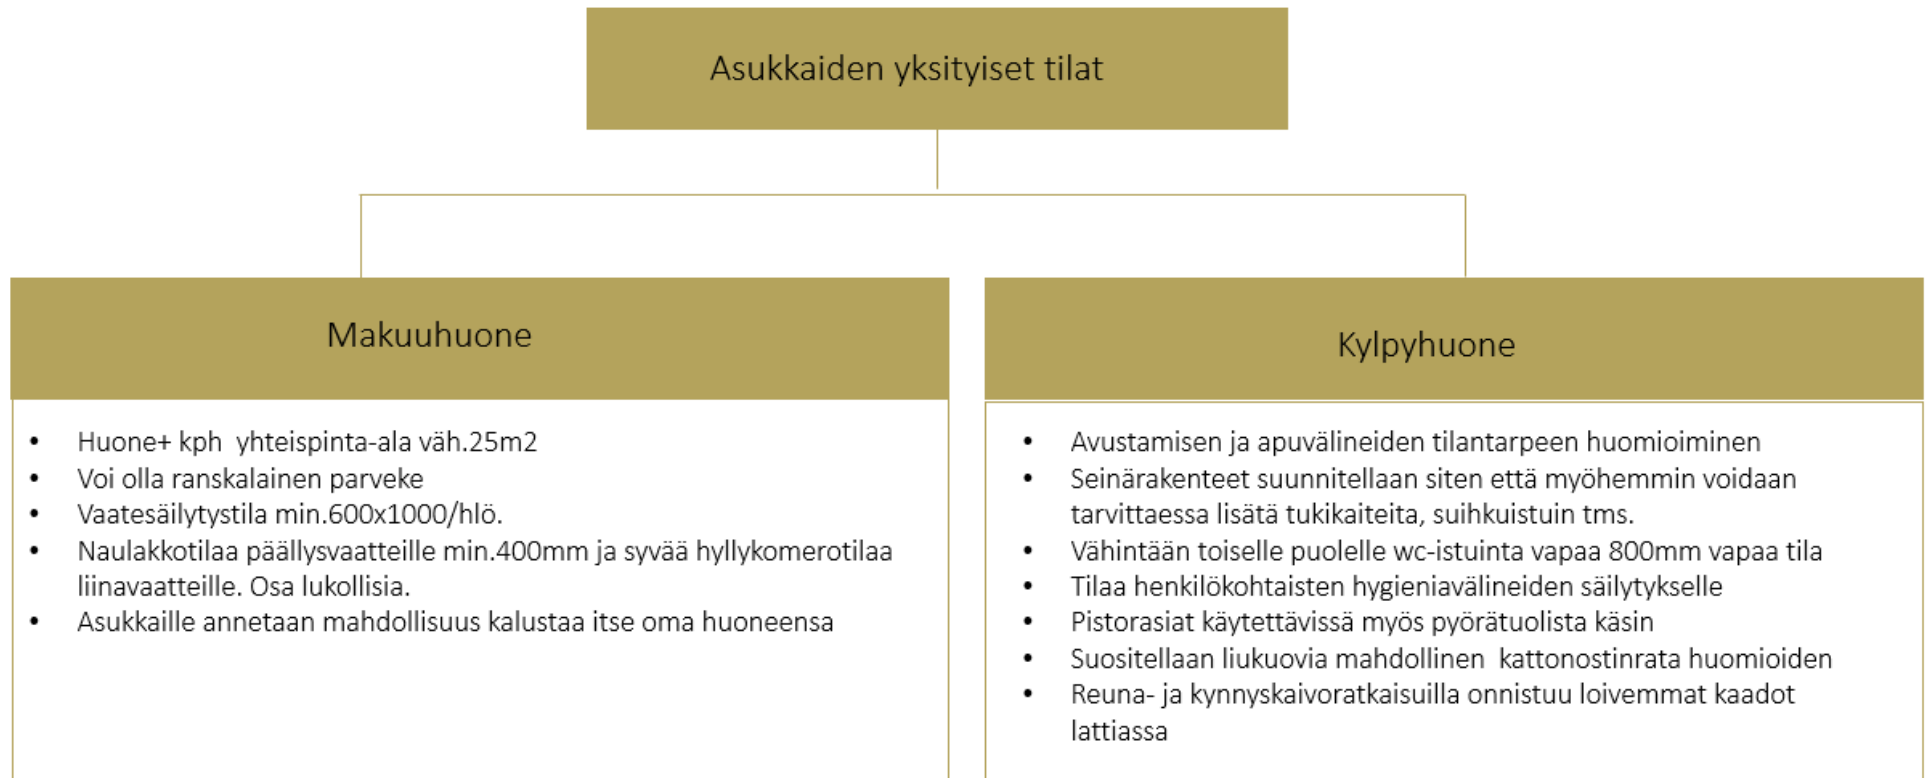 Asukkaiden yksityiset tilat
Makuuhuone
• Huone+ kph yhteispinta-ala väh.25m2
• Voi olla ranskalainen parveke
• Vaatesäilytystila min.600x1000/hlö.
• Naulakkotilaa päällysvaatteille min.400mm ja syvää hyllykomerotilaa
liinavaatteille. Osa lukollisia.
• Asukkaille annetaan mahdollisuus kalustaa itse oma huoneensa
Kylpyhuone
• Avustamisen ja apuvälineiden tilantarpeen huomioiminen
• Seinärakenteet suunnitellaan siten että myöhemmin voidaan
tarvittaessa lisätä tukikaiteita, suihkuistuin tms.
• Vähintään toiselle puolelle wc-istuinta vapaa 800mm vapaa tila
• Tilaa henkilökohtaisten hygieniavälineiden säilytykselle
• Pistorasiat käytettävissä myös pyörätuolista käsin
• Suositellaan liukuovia mahdollinen kattonostinrata huomioiden
• Reuna- ja kynnyskaivoratkaisuilla onnistuu loivemmat kaadot
lattiassa